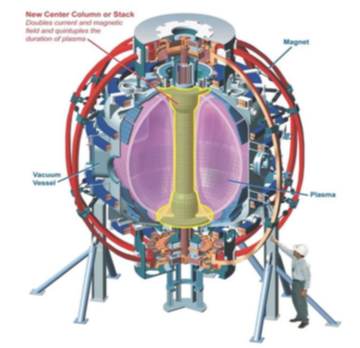 New Center Column or Stack
Doubles current and magnetic
field and quintuples the
duration of plasma
Magnet
Vacuum
Vessel
Plasma